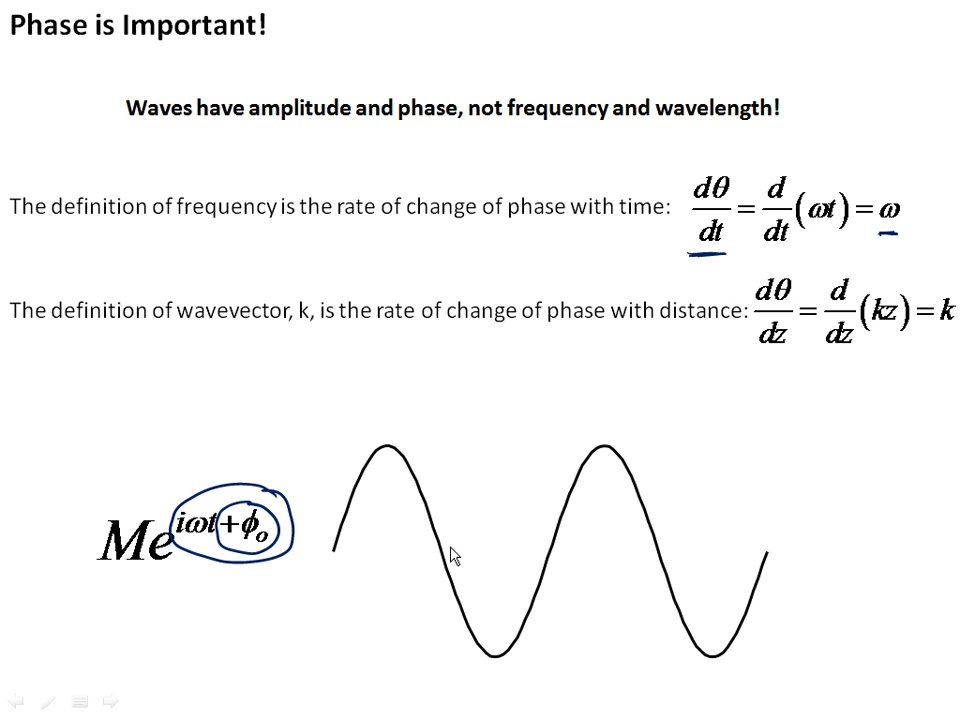 Phase is Important!
Waves have amplitude and phase, not frequency and wavelength!
The definition of frequency is the rate of change of phase with time: dθ/dt = d/dt (ωt) = ω
The definition of wavevector, k, is the rate of change of phase with distance: dθ/dz = d/dz (kz) = k
Me^{iωt+ϕ_o}